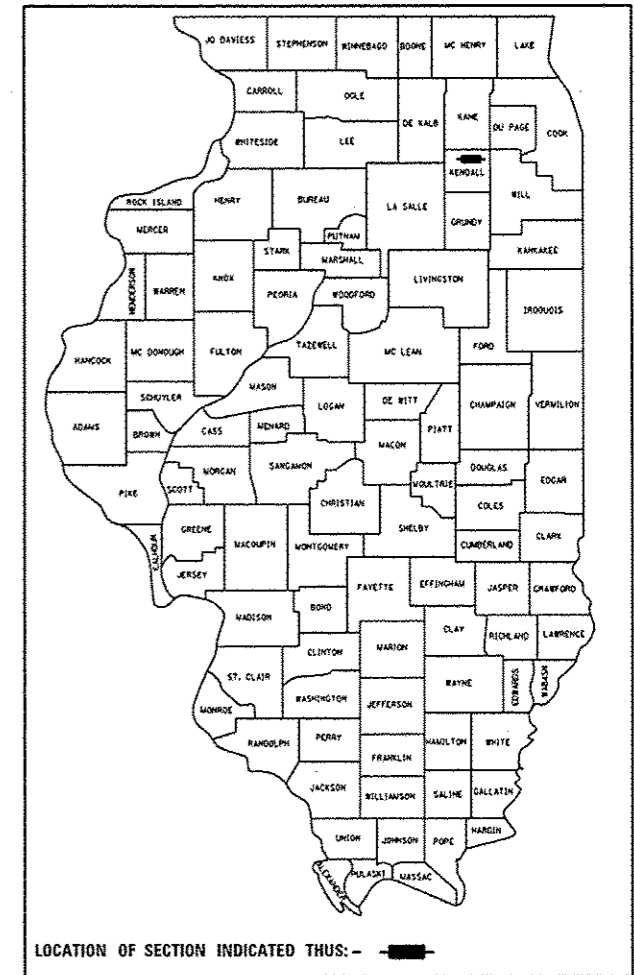 JO DAVIESS STEPHENSON WINNEBAGO BOONE MC HENRY LAKE
CARROLL OGLE DE KALB KANE DU PAGE COOK
WHITESIDE LEE KENDALL WILL
ROCK ISLAND HENRY BUREAU LA SALLE GRUNDY
MERCER PUTNAM KANKAKEE
STARK MARSHALL LIVINGSTON
HENDERSON WARREN KNOX PEORIA WOODFORD IROQUOIS
HANCOCK MC DONOUGH FULTON TAZEWELL MC LEAN FORD
SCHUYLER MASON LOGAN DE WITT CHAMPAIGN VERMILION
ADAMS BROWN CASS MENARD MACON PIATT
PIKE SCOTT MORGAN SANGAMON CHRISTIAN MOULTRIE DOUGLAS EDGAR
COLES
CALHOUN GREENE MACOUPIN MONTGOMERY SHELBY CUMBERLAND CLARK
JERSEY FAYETTE EFFINGHAM JASPER CRAWFORD
MADISON BOND
CLINTON MARION CLAY RICHLAND LAWRENCE
ST. CLAIR WAYNE EDWARDS WABASH
MONROE WASHINGTON JEFFERSON
RANDOLPH PERRY HAMILTON WHITE
FRANKLIN
JACKSON WILLIAMSON SALINE GALLATIN
UNION JOHNSON POPE HARDIN
ALEXANDER PULASKI MASSAC
LOCATION OF SECTION INDICATED THUS: -